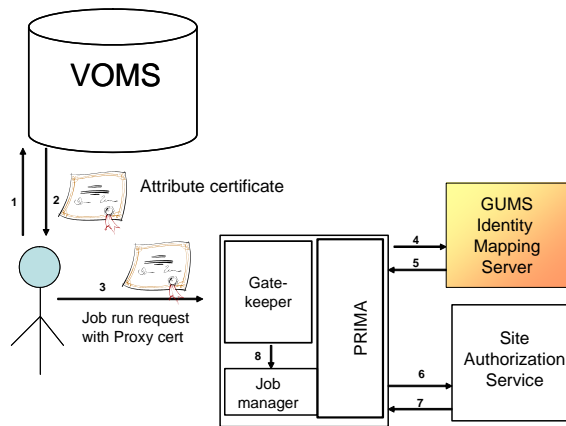 VOMS
1
2
Attribute certificate
3
Job run request
with Proxy cert
Gate-
keeper
8
Job
manager
PRIMA
4
5
GUMS
Identity
Mapping
Server
6
7
Site
Authorization
Service